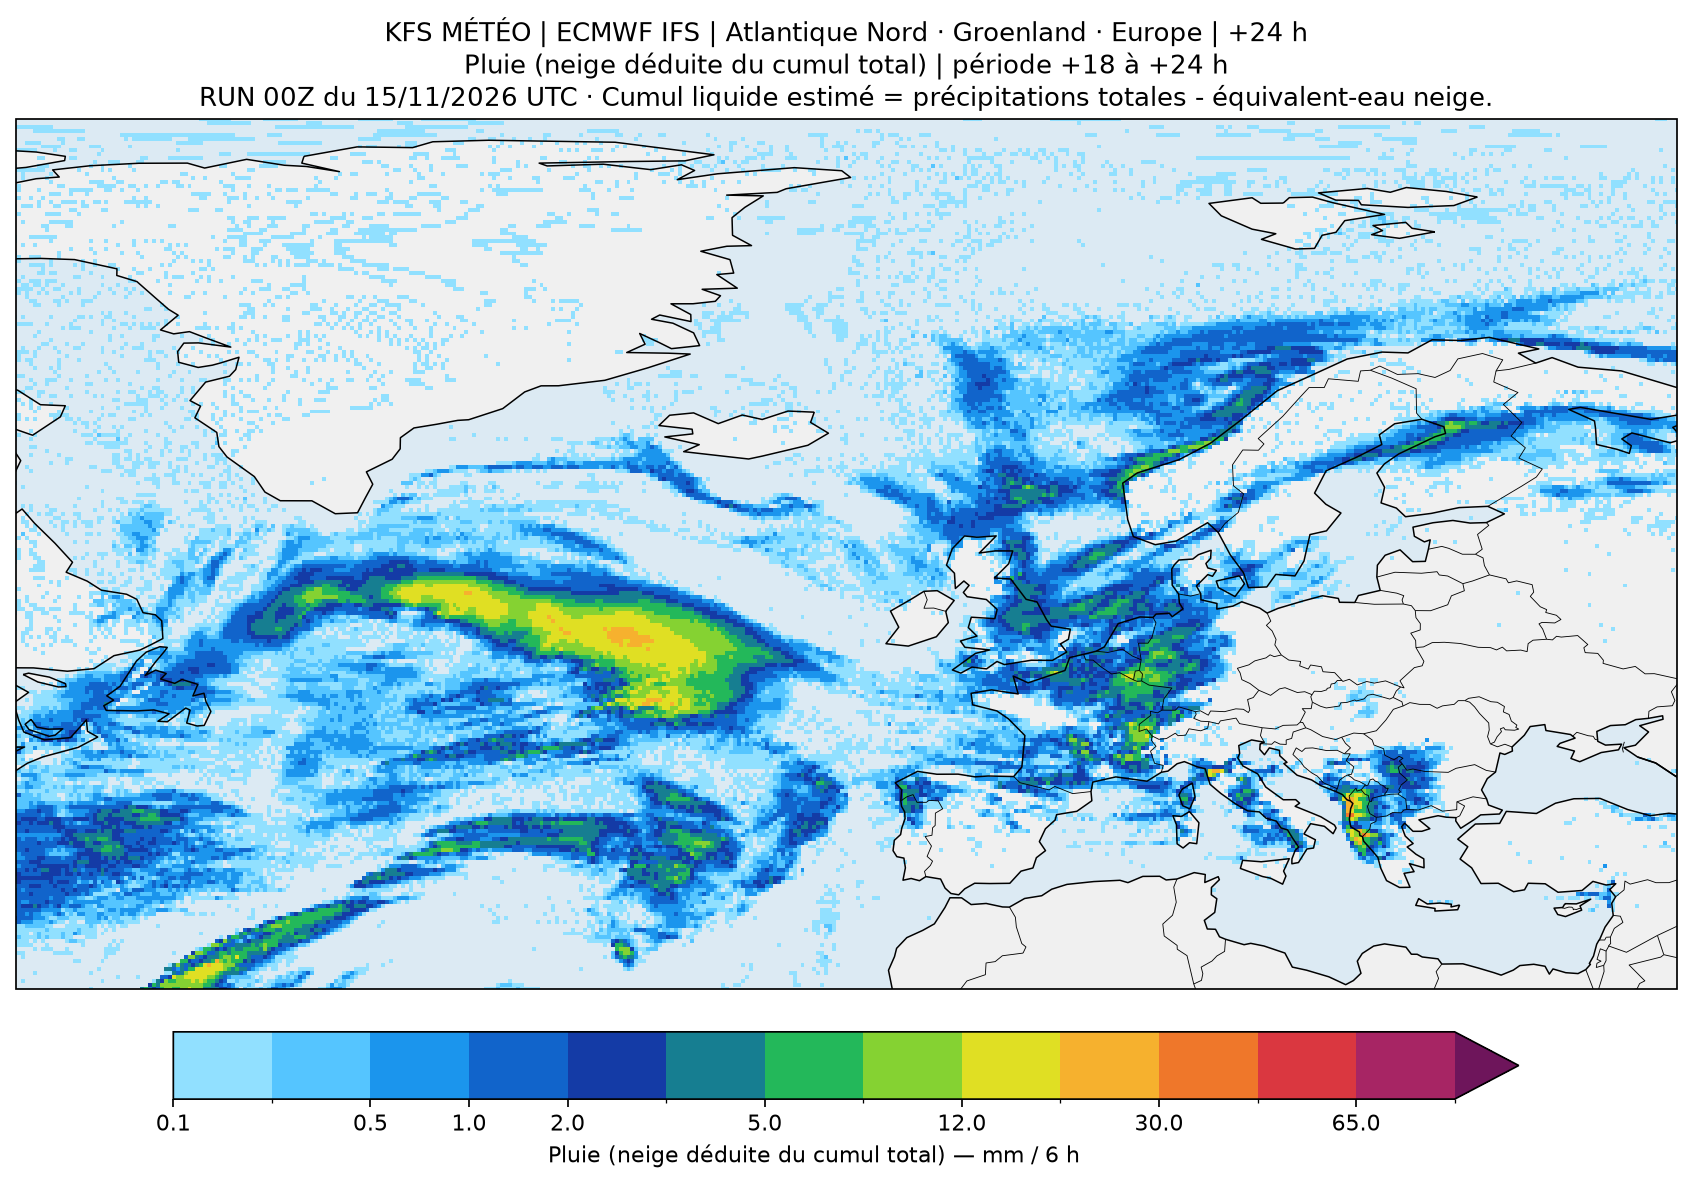 KFS MÉTÉO | ECMWF IFS | Atlantique Nord · Groenland · Europe | +24 h
Pluie (neige déduite du cumul total) | période +18 à +24 h
RUN 00Z du 15/11/2026 UTC · Cumul liquide estimé = précipitations totales - équivalent-eau neige.
0.1 0.5 1.0 2.0 5.0 12.0 30.0 65.0
Pluie (neige déduite du cumul total) — mm / 6 h